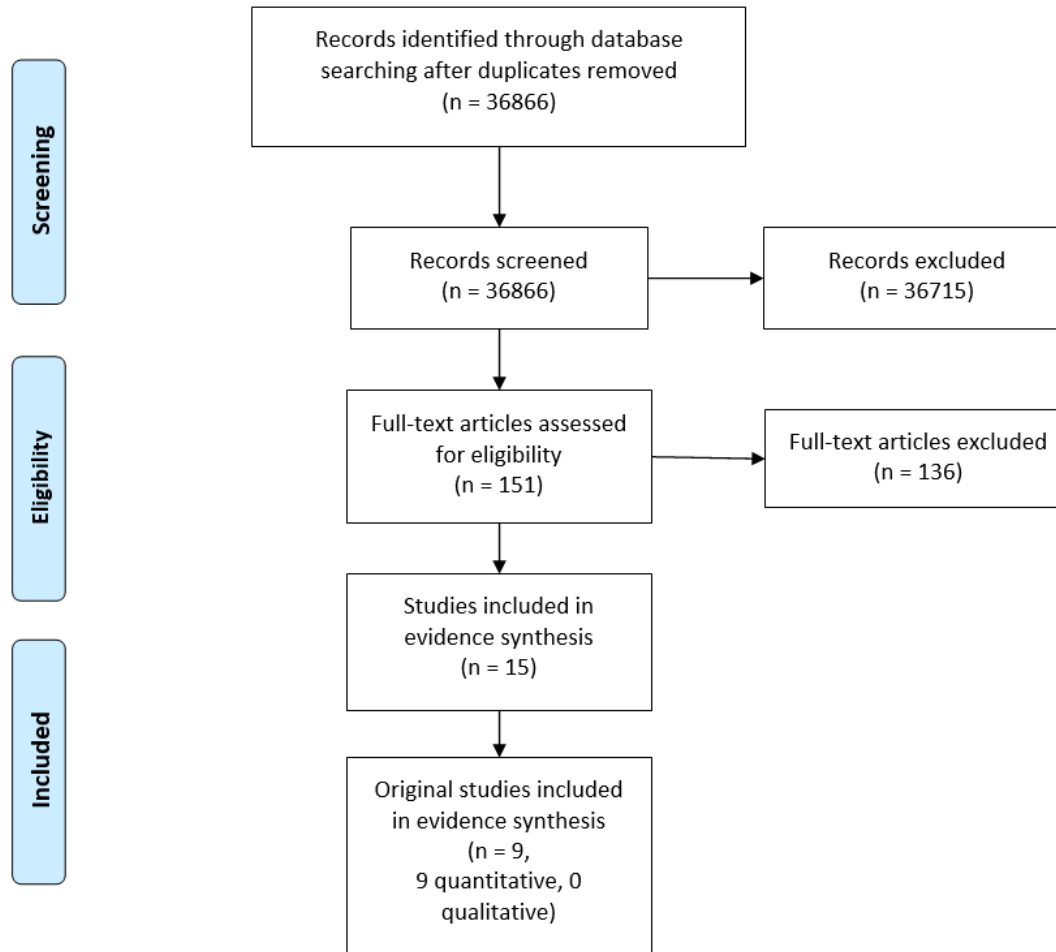 Screening
Records identified through database
searching after duplicates removed
(n = 36866)
Records screened
(n = 36866)
Records excluded
(n = 36715)
Eligibility
Full-text articles assessed
for eligibility
(n = 151)
Full-text articles excluded
(n = 136)
Studies included in
evidence synthesis
(n = 15)
Included
Original studies included
in evidence synthesis
(n = 9,
9 quantitative, 0
qualitative)